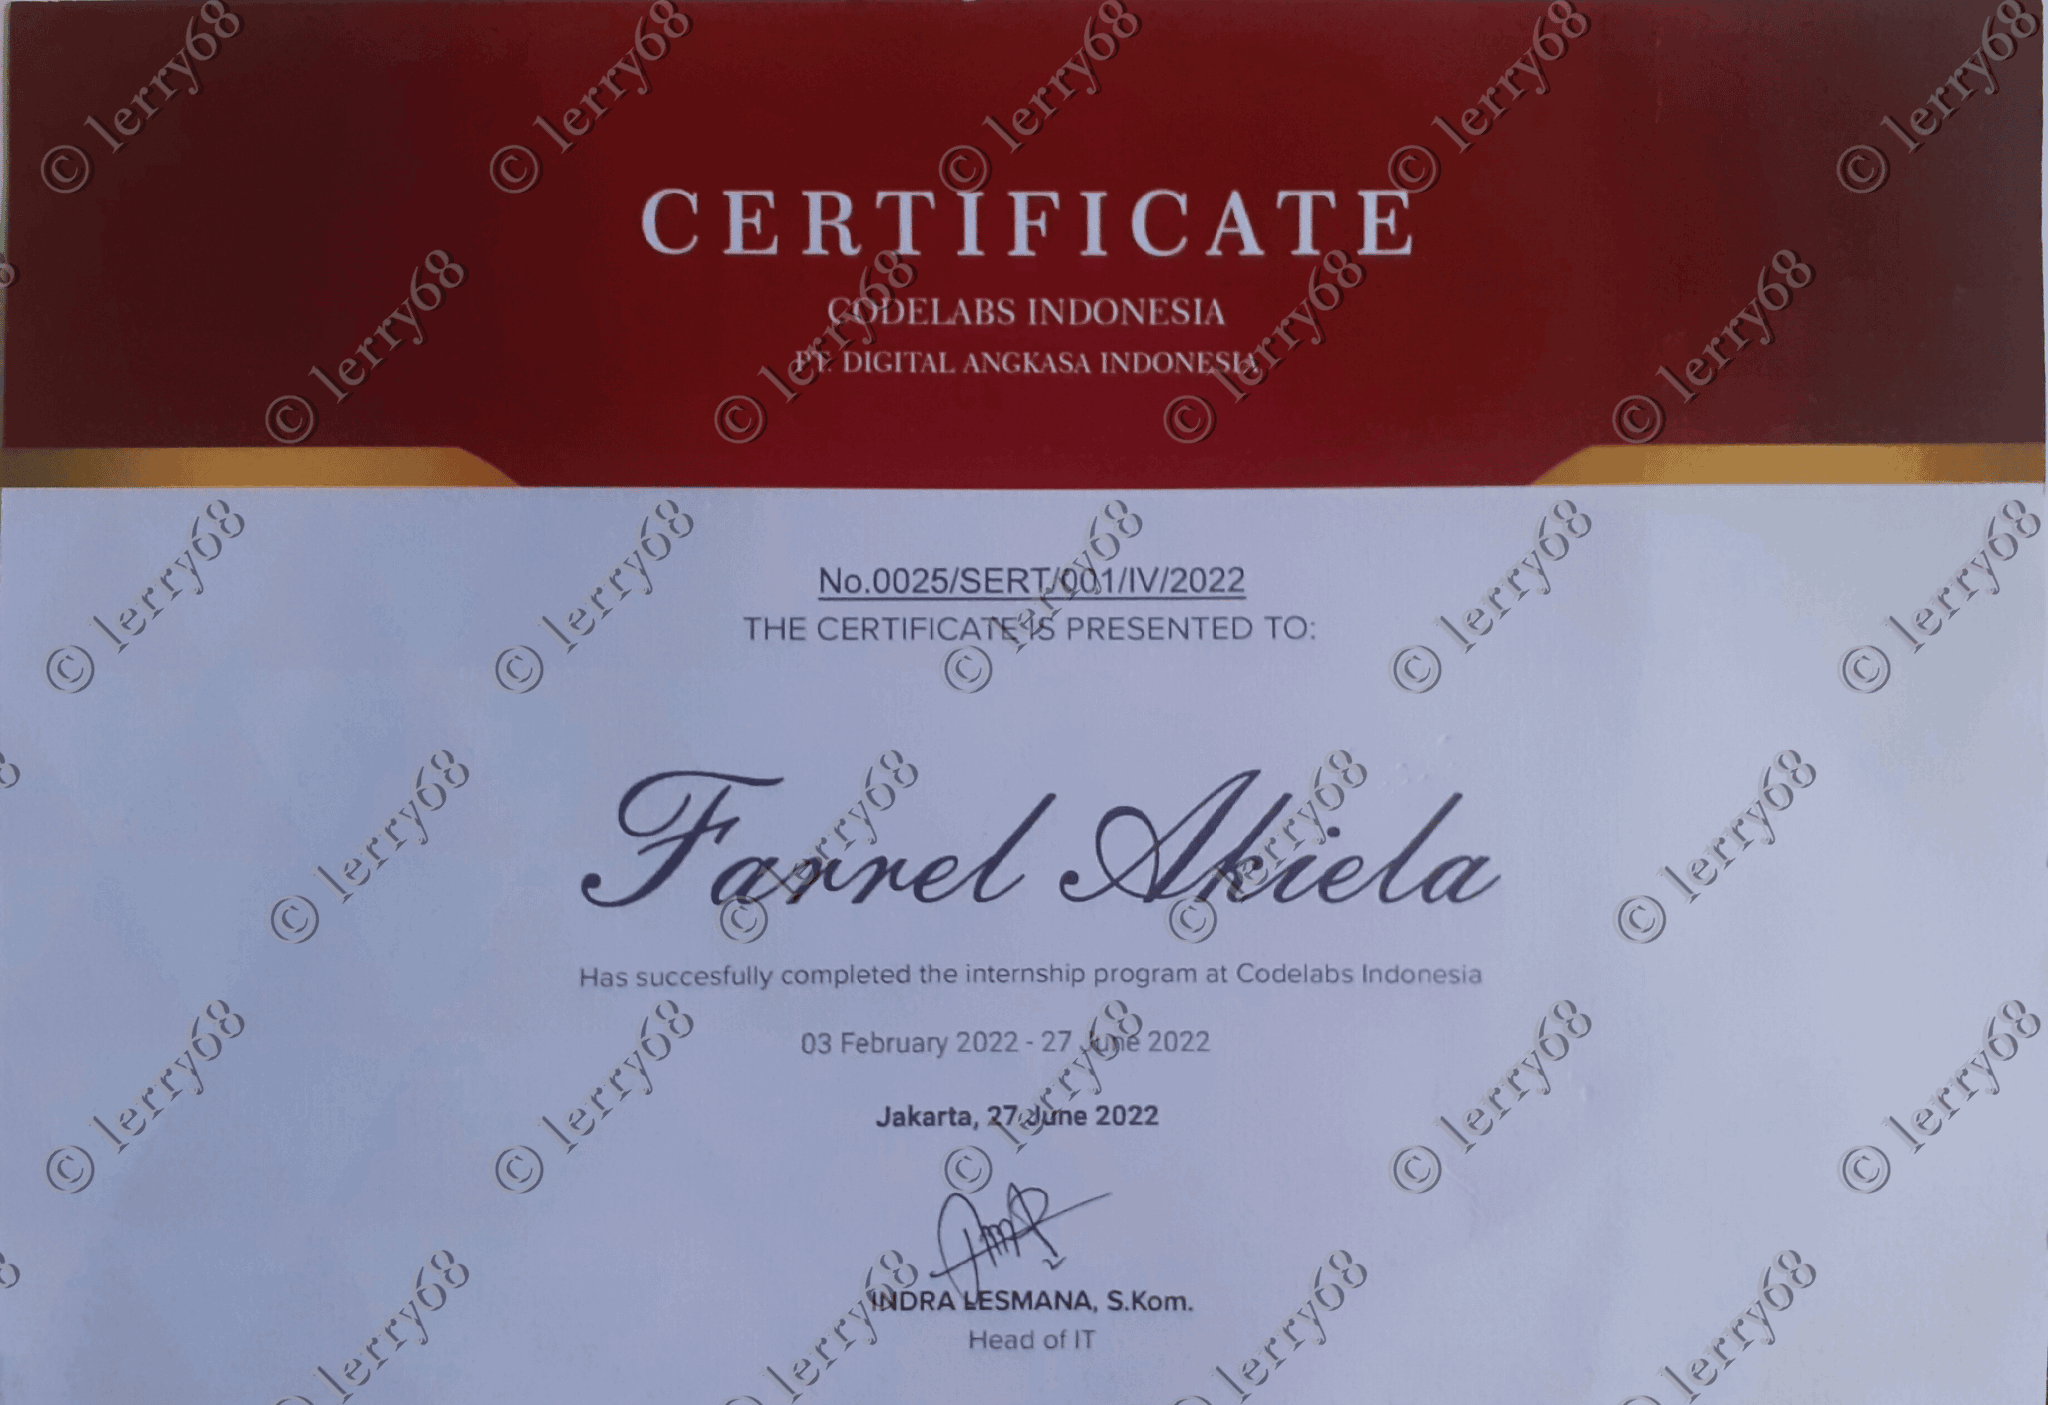 CERTIFICATE
CODELABS INDONESIA
PT. DIGITAL ANGKASA INDONESIA
No.0025/SERT/001/IV/2022
THE CERTIFICATE IS PRESENTED TO:
Farrel Akiela
Has succesfully completed the internship program at Codelabs Indonesia
03 February 2022 - 27 June 2022
Jakarta, 27 June 2022
INDRA LESMANA, S.Kom.
Head of IT
© lerry68